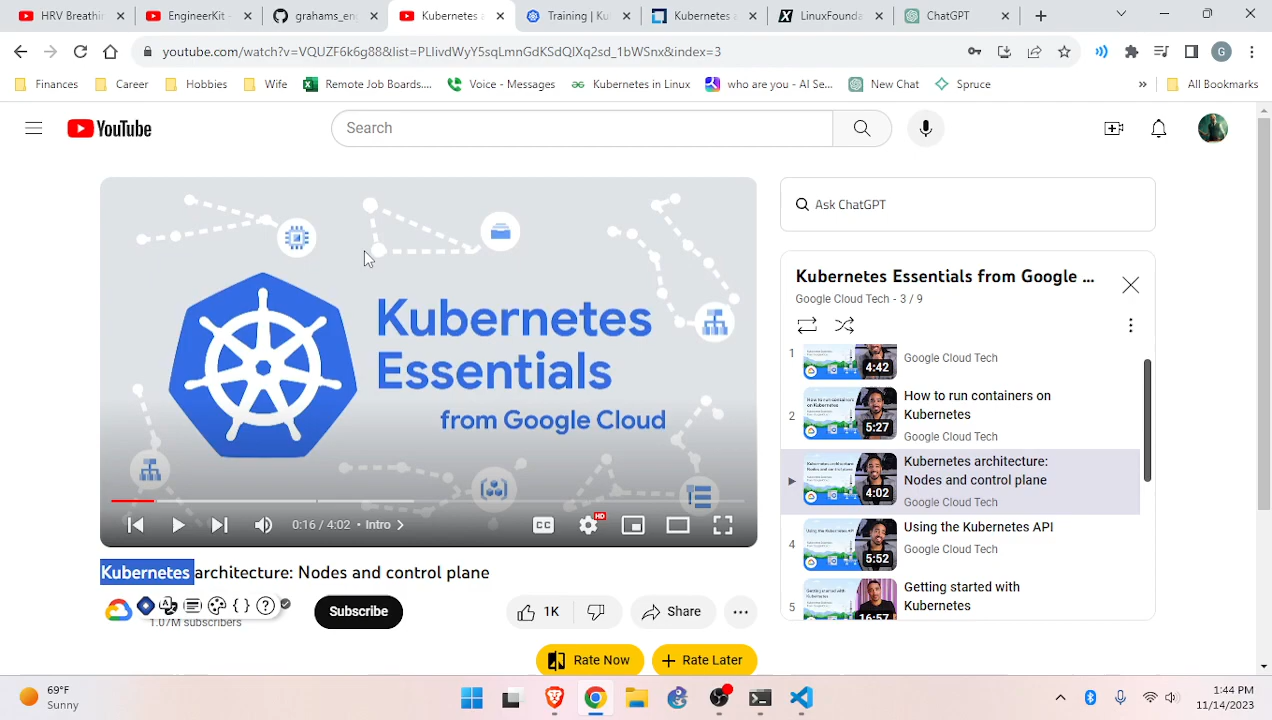 HRV Breathi
EngineerKit -
grahams_eng
Kubernetes a
Training | Ku
Kubernetes a
LinuxFounda
ChatGPT
youtube.com/watch?v=VQUZF6k6g88&list=PLIivdWyY5sqLmnGdKSdQIXq2sd_1bWSnx&index=3
G
Finances
Career
Hobbies
Wife
Remote Job Boards....
Voice - Messages
Kubernetes in Linux
who are you - AI Se...
New Chat
Spruce
»
All Bookmarks
YouTube
Search
Ask ChatGPT
Kubernetes
Essentials
from Google Cloud
0:16 / 4:02 • Intro
CC
HD
Kubernetes architecture: Nodes and control plane
1.07M subscribers
Subscribe
1K
Share
Rate Now
Rate Later
Kubernetes Essentials from Google ...
Google Cloud Tech - 3 / 9
1
4:42
Google Cloud Tech
2
5:27
How to run containers on
Kubernetes
Google Cloud Tech
4:02
Kubernetes architecture:
Nodes and control plane
Google Cloud Tech
4
5:52
Using the Kubernetes API
Google Cloud Tech
5
16:57
Getting started with
Kubernetes
69°F
Sunny
1:44 PM
11/14/2023